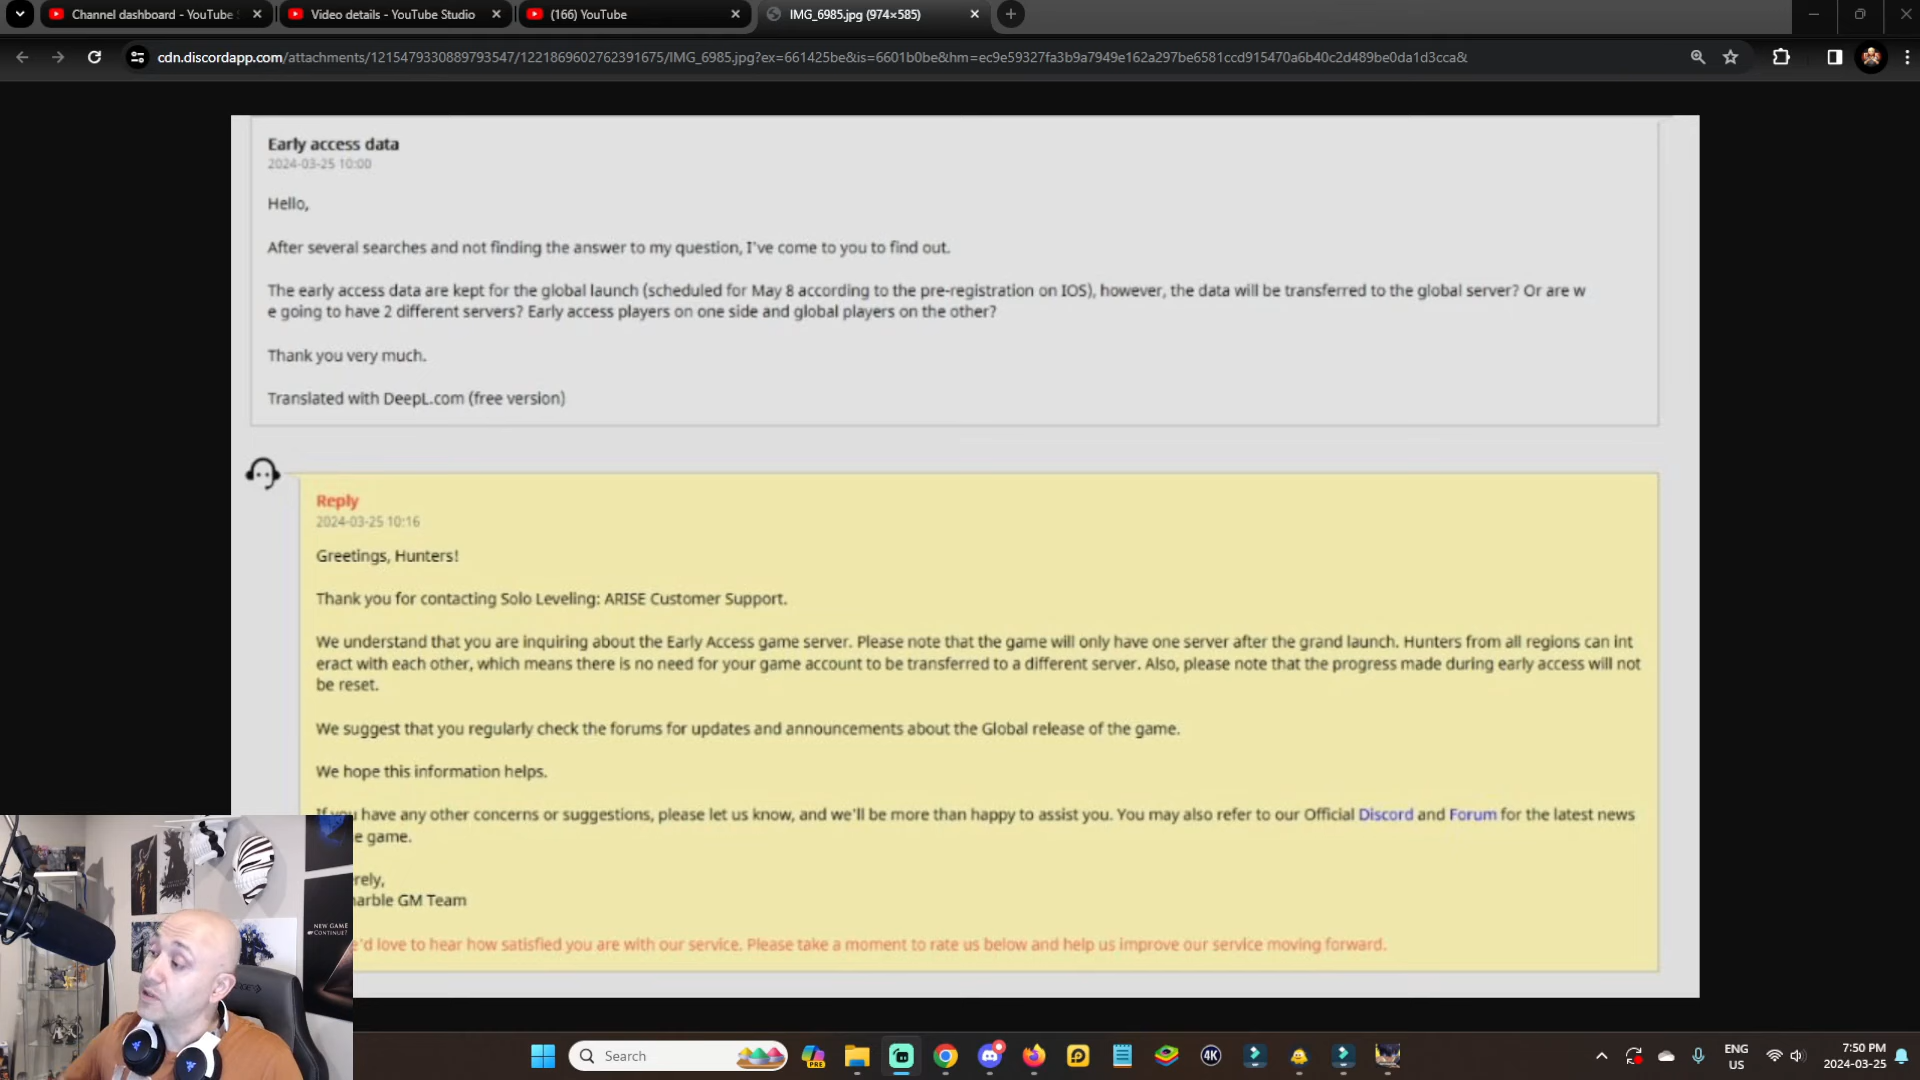 Channel dashboard - YouTube S
Video details - YouTube Studio
(166) YouTube
IMG_6985.jpg (974×585)
cdn.discordapp.com/attachments/1215479330889793547/1221869602762391675/IMG_6985.jpg?ex=661425be&is=6601b0be&hm=ec9e59327fa3b9a7949e162a297be6581ccd915470a6b40c2d489be0da1d3cca&
Early access data
2024-03-25 10:00
Hello,
After several searches and not finding the answer to my question, I've come to you to find out.
The early access data are kept for the global launch (scheduled for May 8 according to the pre-registration on IOS), however, the data will be transferred to the global server? Or are w
e going to have 2 different servers? Early access players on one side and global players on the other?
Thank you very much.
Translated with DeepL.com (free version)
Reply
2024-03-25 10:16
Greetings, Hunters!
Thank you for contacting Solo Leveling: ARISE Customer Support.
We understand that you are inquiring about the Early Access game server. Please note that the game will only have one server after the grand launch. Hunters from all regions can int
eract with each other, which means there is no need for your game account to be transferred to a different server. Also, please note that the progress made during early access will not
be reset.
We suggest that you regularly check the forums for updates and announcements about the Global release of the game.
We hope this information helps.
If you have any other concerns or suggestions, please let us know, and we'll be more than happy to assist you. You may also refer to our Official Discord and Forum for the latest news
e game.
rely,
arble GM Team
e'd love to hear how satisfied you are with our service. Please take a moment to rate us below and help us improve our service moving forward.
NEW GAME
CONTINUE?
Search
PRE
4K
ENG
US
7:50 PM
2024-03-25